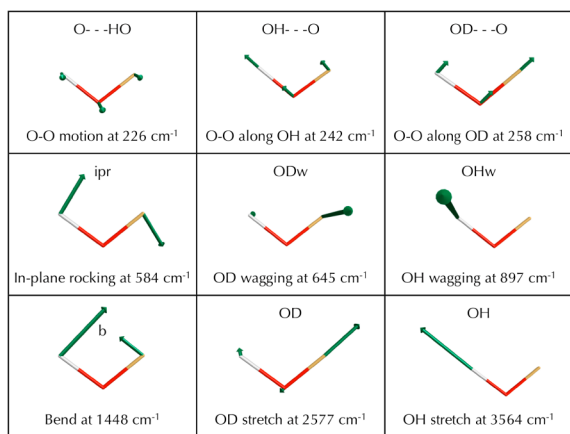 O- - -HO
O-O motion at 226 cm⁻¹
OH- - -O
O-O along OH at 242 cm⁻¹
OD- - -O
O-O along OD at 258 cm⁻¹
ipr
In-plane rocking at 584 cm⁻¹
ODw
OD wagging at 645 cm⁻¹
OHw
OH wagging at 897 cm⁻¹
b
Bend at 1448 cm⁻¹
OD
OD stretch at 2577 cm⁻¹
OH
OH stretch at 3564 cm⁻¹